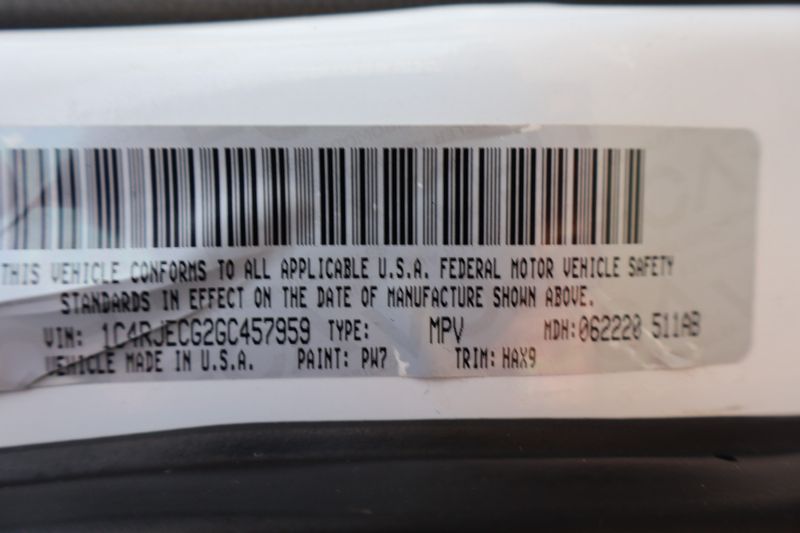 THIS VEHICLE CONFORMS TO ALL APPLICABLE U.S.A. FEDERAL MOTOR VEHICLE SAFETY
STANDARDS IN EFFECT ON THE DATE OF MANUFACTURE SHOWN ABOVE.
VIN: 1C4RJECG2GC457959 TYPE: MPV MDH:062220 511AB
VEHICLE MADE IN U.S.A. PAINT: PW7 TRIM: HAX9